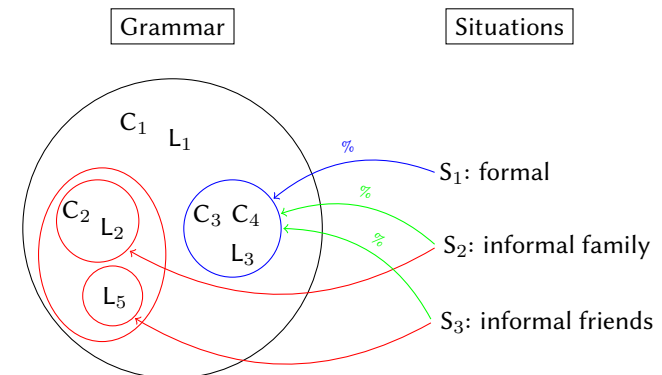 Grammar Situations
C₁ L₁
%
S₁: formal
%
C₂ L₂
C₃ C₄
L₃
%
S₂: informal family
L₅
S₃: informal friends